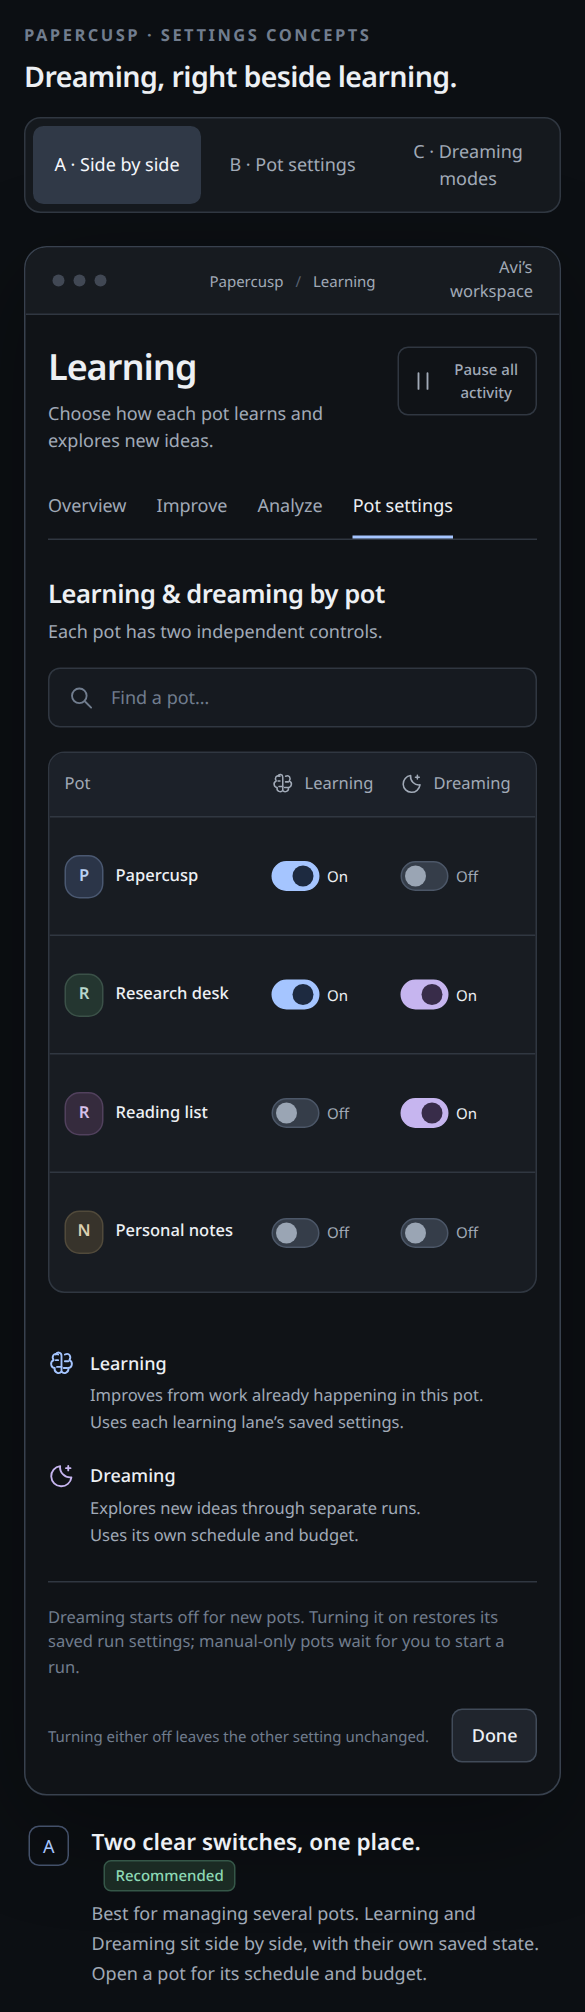 PAPERCUSP · SETTINGS CONCEPTS
Dreaming, right beside learning.
A · Side by side
B · Pot settings
C · Dreaming
modes
Papercusp / Learning
Avi's
workspace
Learning
Pause all
activity
Choose how each pot learns and
explores new ideas.
Overview Improve Analyze Pot settings
Learning & dreaming by pot
Each pot has two independent controls.
Find a pot...
Pot Learning Dreaming
P Papercusp On Off
R Research desk On On
R Reading list Off On
N Personal notes Off Off
Learning
Improves from work already happening in this pot.
Uses each learning lane's saved settings.
Dreaming
Explores new ideas through separate runs.
Uses its own schedule and budget.
Dreaming starts off for new pots. Turning it on restores its
saved run settings; manual-only pots wait for you to start a
run.
Turning either off leaves the other setting unchanged.
Done
A
Two clear switches, one place.
Recommended
Best for managing several pots. Learning and
Dreaming sit side by side, with their own saved state.
Open a pot for its schedule and budget.